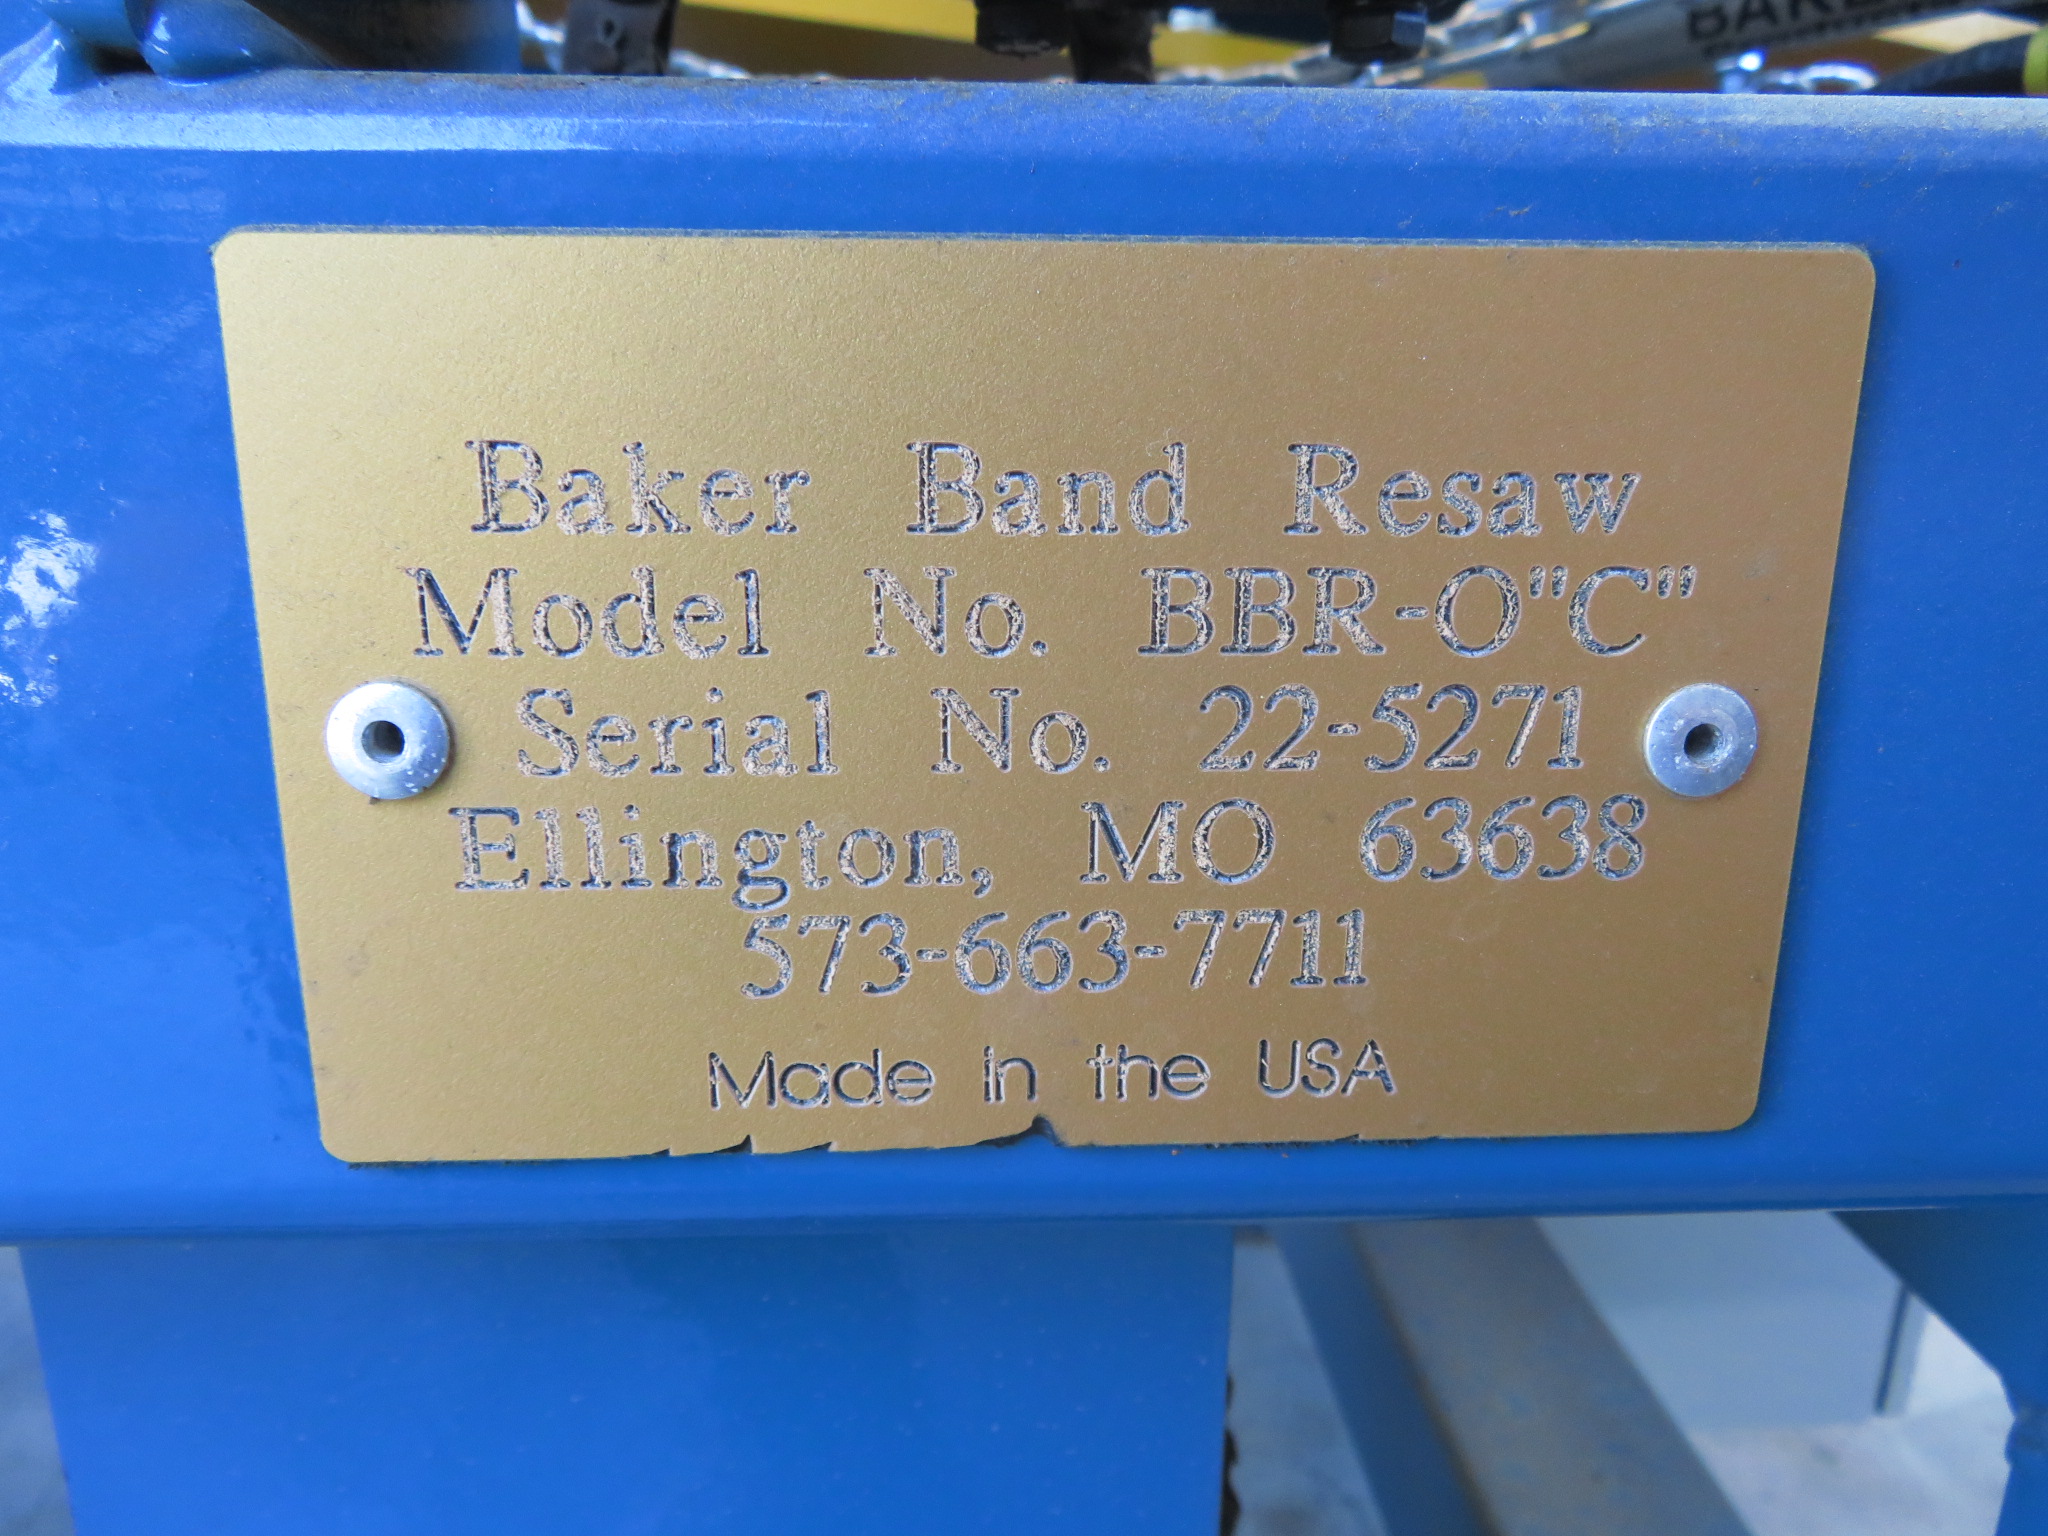 BAKE
Baker Band Resaw
Model No. BBR-O"C"
Serial No. 22-5271
Ellington, MO 63638
573-663-7711
Made in the USA